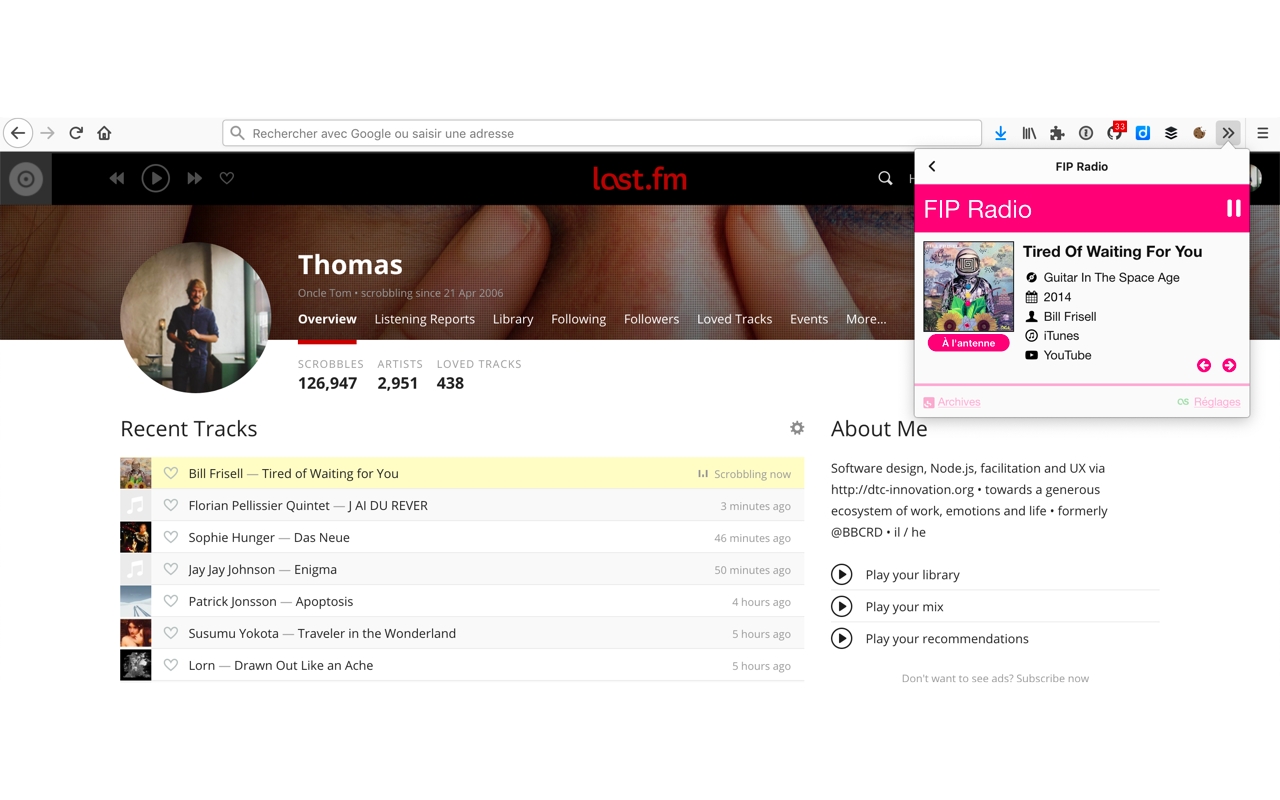 Rechercher avec Google ou saisir une adresse
33
last.fm
H
FIP Radio
FIP Radio
Tired Of Waiting For You
Guitar In The Space Age
2014
Bill Frisell
iTunes
YouTube
À l'antenne
Archives
Réglages
Thomas
Oncle Tom • scrobbling since 21 Apr 2006
Overview Listening Reports Library Following Followers Loved Tracks Events More...
SCROBBLES ARTISTS LOVED TRACKS
126,947 2,951 438
Recent Tracks
Bill Frisell — Tired of Waiting for You Scrobbling now
Florian Pellissier Quintet — J AI DU REVER 3 minutes ago
Sophie Hunger — Das Neue 46 minutes ago
Jay Jay Johnson — Enigma 50 minutes ago
Patrick Jonsson — Apoptosis 4 hours ago
Susumu Yokota — Traveler in the Wonderland 5 hours ago
Lorn — Drawn Out Like an Ache 5 hours ago
About Me
Software design, Node.js, facilitation and UX via
http://dtc-innovation.org • towards a generous
ecosystem of work, emotions and life • formerly
@BBCRD • il / he
Play your library
Play your mix
Play your recommendations
Don't want to see ads? Subscribe now